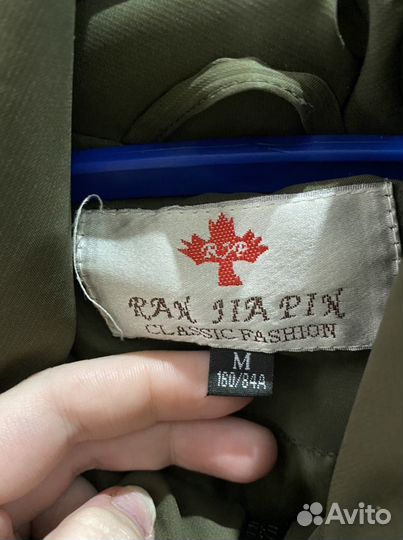 RJP
RAN JIA PIN
CLASSIC FASHION
M
160/84A
Avito